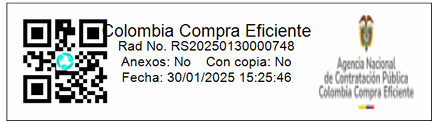 Colombia Compra Eficiente
Rad No. RS20250130000748
Anexos: No Con copia: No
Fecha: 30/01/2025 15:25:46
Agencia Nacional
de Contratación Pública
Colombia Compra Eficiente